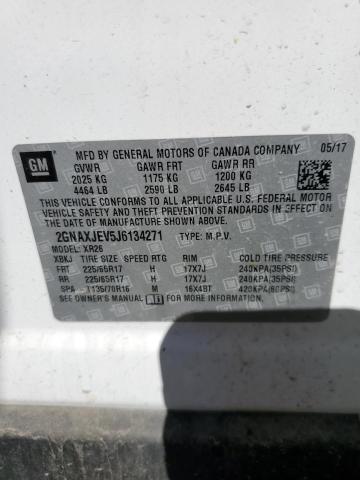 GM
MFD BY GENERAL MOTORS OF CANADA COMPANY 05/17
GVWR GAWR FRT GAWR RR
2025 KG 1175 KG 1200 KG
4464 LB 2590 LB 2645 LB
THIS VEHICLE CONFORMS TO ALL APPLICABLE U.S. FEDERAL
MOTOR VEHICLE SAFETY AND THEFT PREVENTION STANDARDS
IN EFFECT ON THE DATE OF MANUFACTURE SHOWN ABOVE.
2GNAXJEV5J6134271 TYPE: M.P.V.
XR26
XBKJ TIRE SIZE SPEED RTG RIM COLD TIRE PRESSURE
FRT 225/65R17 H 17X7J 240KPA(35PSI)
RR 225/65R17 H 17X7J 240KPA(35PSI)
SPA T135/70R16 M 16X4BT 420KPA(60PSI)
SEE OWNER'S MANUAL FOR ADDITIONAL INFORMATION